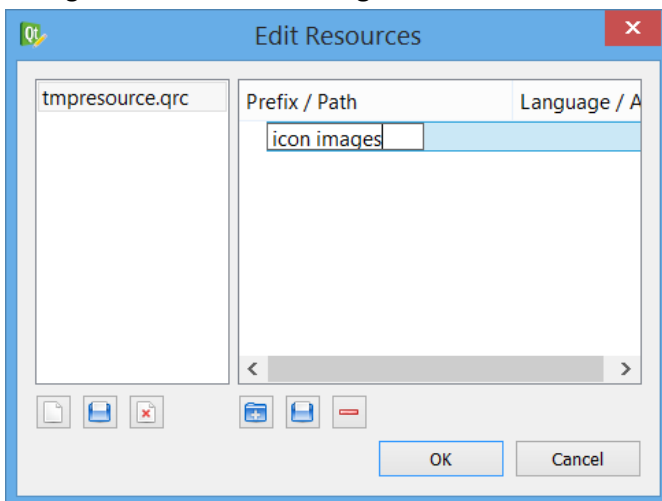 Edit Resources
tmpresource.qrc
Prefix / Path Language / A
icon images
OK Cancel